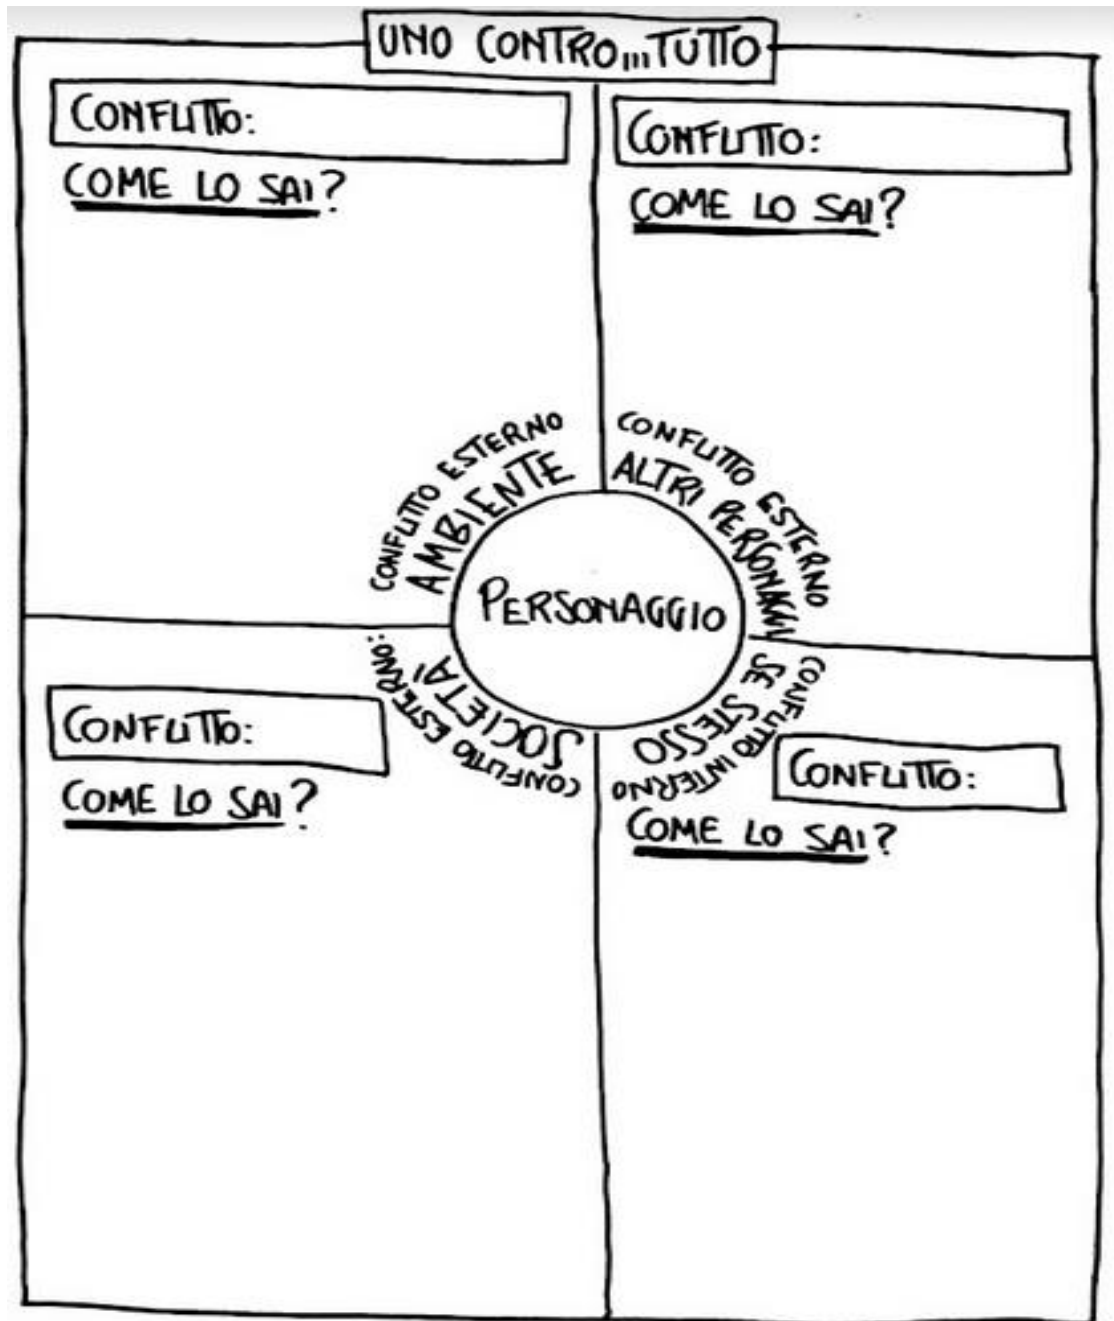 UNO CONTRO...TUTTO
CONFLITTO:
COME LO SAI?
CONFLITTO:
COME LO SAI?
CONFLITTO ESTERNO
AMBIENTE
CONFLITTO ESTERNO
ALTRI PERSONAGGI
PERSONAGGIO
CONFLITTO ESTERNO:
SOCIETA'
CONFLITTO INTERNO
SE STESSO
CONFLITTO:
COME LO SAI?
CONFLITTO:
COME LO SAI?